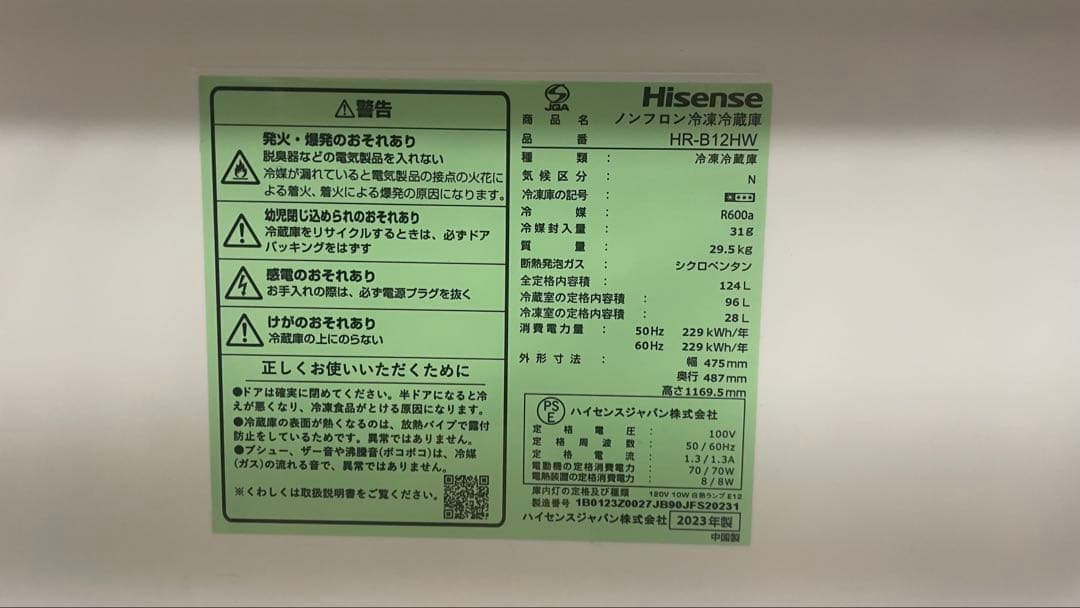 ⚠警告
発火・爆発のおそれあり
脱臭器などの電気製品を入れない
冷媒が漏れていると電気製品の接点の火花に
よる着火、着火による爆発の原因になります。
幼児閉じ込められのおそれあり
冷蔵庫をリサイクルするときは、必ずドア
パッキングをはずす
感電のおそれあり
お手入れの際は、必ず電源プラグを抜く
けがのおそれあり
冷蔵庫の上にのらない
正しくお使いいただくために
●ドアは確実に閉めてください。半ドアになると冷
えが悪くなり、冷凍食品がとける原因になります。
●冷蔵庫の表面が熱くなるのは、放熱パイプで露付
防止をしているためです。異常ではありません。
●プシュー、ザー音や沸騰音(ボコボコ)は、冷媒
(ガス)の流れる音で、異常ではありません。
※くわしくは取扱説明書をご覧ください。
JQA
Hisense
商品名 ノンフロン冷凍冷蔵庫
品番 HR-B12HW
種類 : 冷凍冷蔵庫
気候区分 : N
冷凍庫の記号 :
冷媒 : R600a
冷媒封入量 : 31g
質量 : 29.5kg
断熱発泡ガス : シクロペンタン
全定格内容積 : 124L
冷蔵室の定格内容積 : 96L
冷凍室の定格内容積 : 28L
消費電力量 : 50Hz 229kWh/年
60Hz 229kWh/年
外形寸法 : 幅 475mm
奥行 487mm
高さ1169.5mm
PSE ハイセンスジャパン株式会社
定格電圧 : 100V
定格周波数 : 50/60Hz
定格電流 : 1.3/1.3A
電動機の定格消費電力 : 70/70W
電熱装置の定格消費電力 : 8/8W
庫内灯の定格及び種類 120V 10W 白熱ランプ E12
製造番号 1B0123Z0027JB90JFS20231
ハイセンスジャパン株式会社 2023年製
中国製